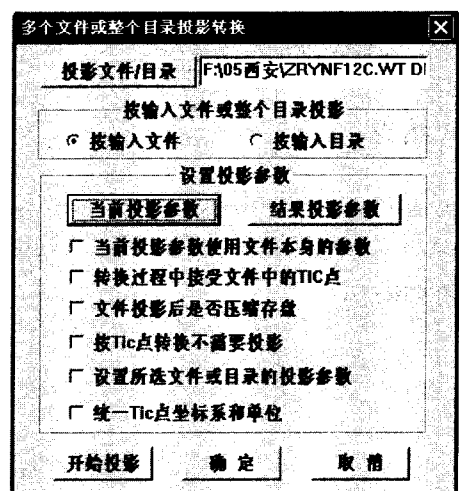 多个文件或整个目录投影转换
投影文件/目录 F:\05西安\ZRYNF12C.WT D
按输入文件或整个目录投影
按输入文件 按输入目录
设置投影参数
当前投影参数 结果投影参数
当前投影参数使用文件本身的参数
转换过程中接受文件中的TIC点
文件投影后是否压缩存盘
按Tic点转换不需要投影
设置所选文件或目录的投影参数
统一Tic点坐标系和单位
开始投影 确定 取消